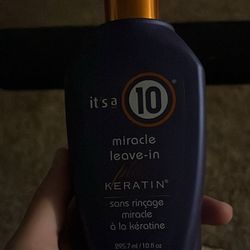 it's a 10®
miracle
leave-in
plus
KERATIN®
sans rinçage
miracle
à la kératine
295.7 ml/10 fl oz